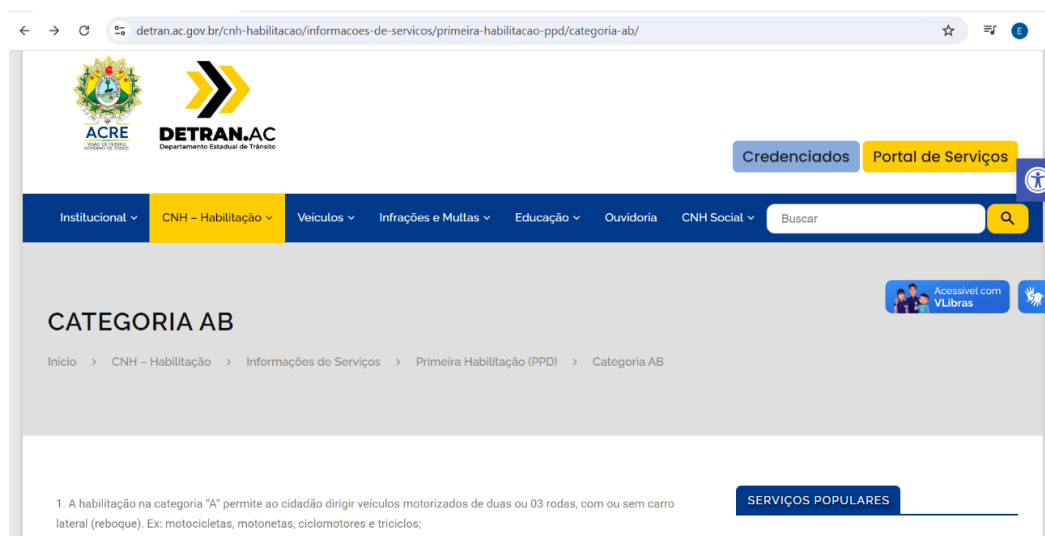 detran.ac.gov.br/cnh-habilitacao/informacoes-de-servicos/primeira-habilitacao-ppd/categoria-ab/
E
ACRE
DETRAN.AC
Departamento Estadual de Trânsito
Credenciados
Portal de Serviços
Institucional
CNH – Habilitação
Veículos
Infrações e Multas
Educação
Ouvidoria
CNH Social
Buscar
Acessível com
VLibras
CATEGORIA AB
Início > CNH – Habilitação > Informações de Serviços > Primeira Habilitação (PPD) > Categoria AB
1. A habilitação na categoria “A” permite ao cidadão dirigir veículos motorizados de duas ou 03 rodas, com ou sem carro
lateral (reboque). Ex: motocicletas, motonetas, ciclomotores e triciclos;
SERVIÇOS POPULARES